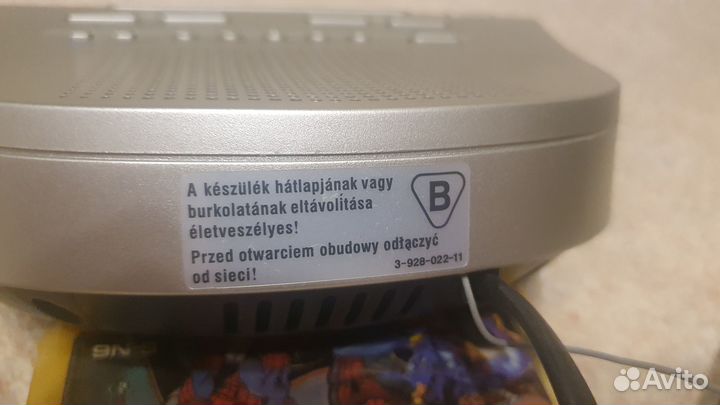 A készülék hátlapjának vagy
burkolatának eltávolítása
életveszélyes!
Przed otwarciem obudowy odłączyć
od sieci!
B
3-928-022-11
Avito